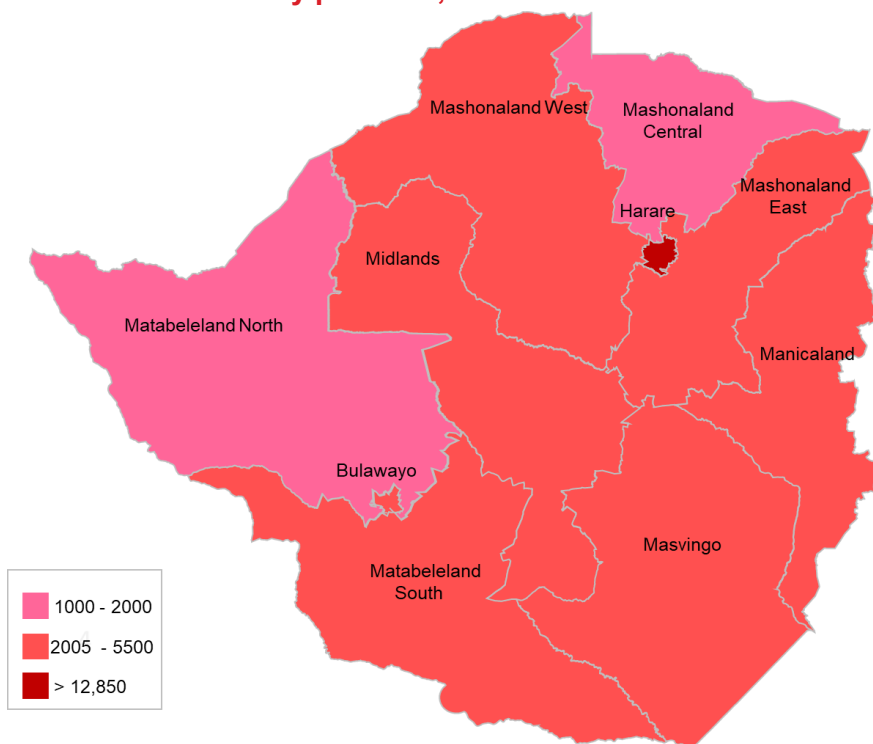 Mashonaland West
Mashonaland
Central
Mashonaland
East
Harare
Midlands
Matabeleland North
Manicaland
Bulawayo
Masvingo
Matabeleland
South
1000 - 2000
2005 - 5500
> 12,850